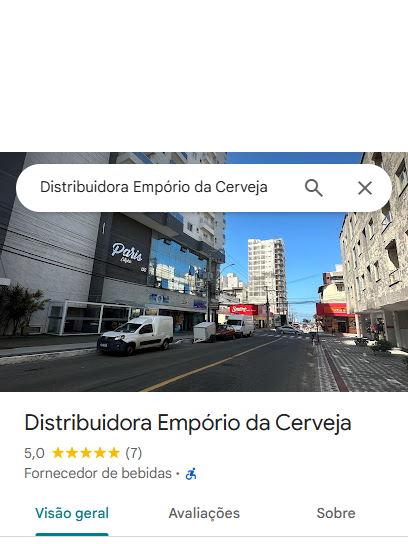 Distribuidora Empório da Cerveja
Paris
Distribuidora Empório da Cerveja
5,0 (7)
Fornecedor de bebidas ·
Visão geral
Avaliações
Sobre